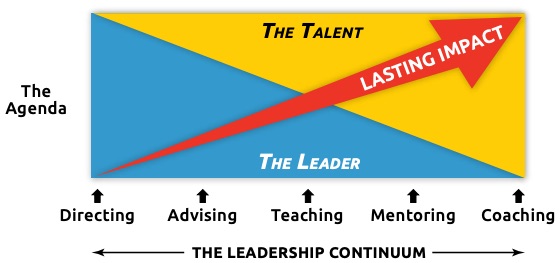 The Talent
LASTING IMPACT
The
Agenda
The Leader
Directing Advising Teaching Mentoring Coaching
THE LEADERSHIP CONTINUUM